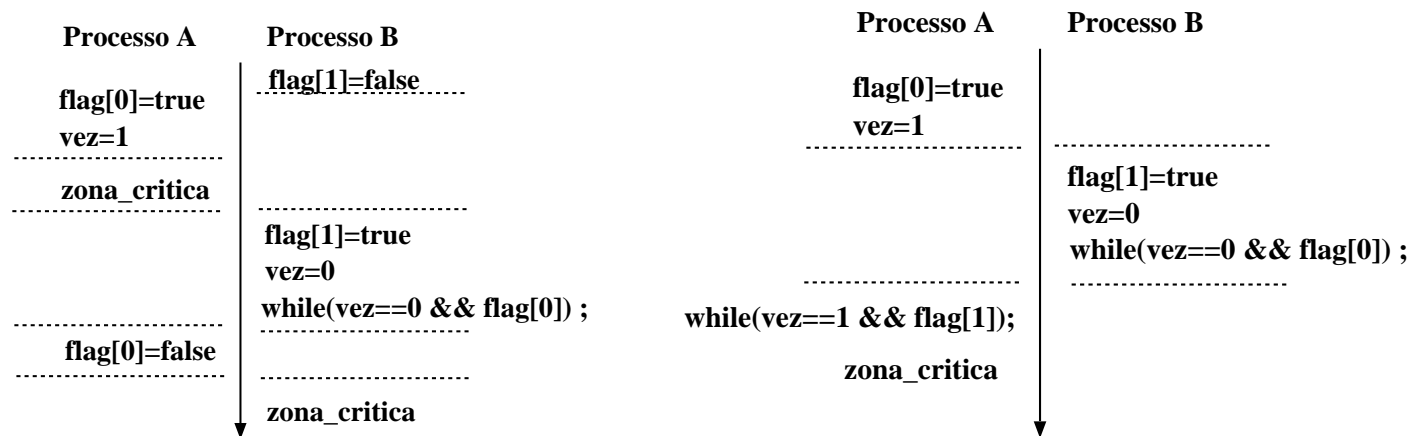 Processo A
Processo B
flag[1]=false
flag[0]=true
vez=1
zona_critica
flag[1]=true
vez=0
while(vez==0 && flag[0]) ;
flag[0]=false
zona_critica
Processo A
Processo B
flag[0]=true
vez=1
flag[1]=true
vez=0
while(vez==0 && flag[0]) ;
while(vez==1 && flag[1]);
zona_critica